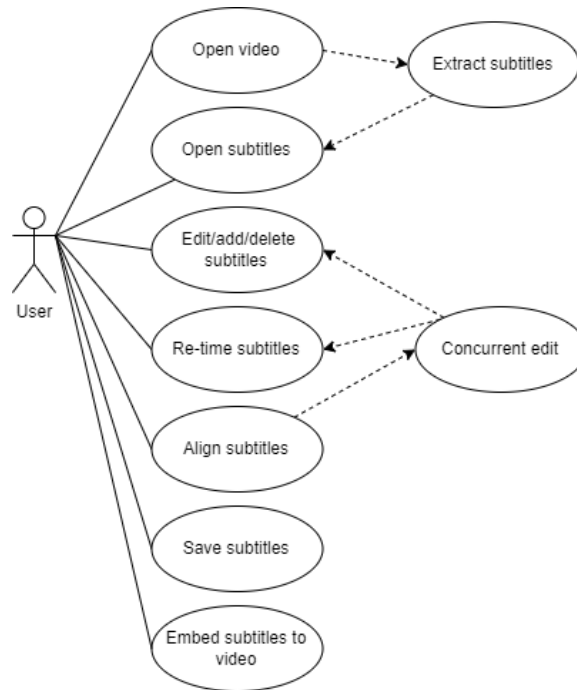 Open video
Extract subtitles
Open subtitles
Edit/add/delete
subtitles
User
Re-time subtitles
Concurrent edit
Align subtitles
Save subtitles
Embed subtitles to
video